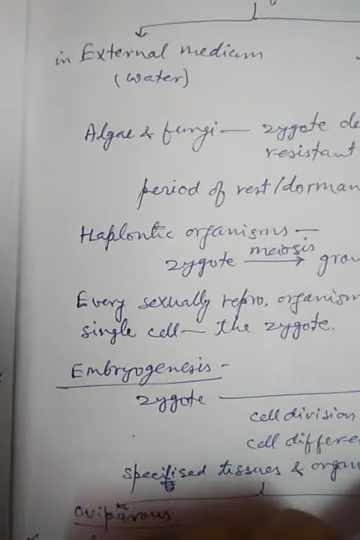 in External medium
(water)
Algae & fungi — zygote de
resistant
period of rest/dorman
Haplontic organisms —
meiosis
zygote → grow
Every sexually repro. organism
single cell — the zygote.
Embryogenesis -
zygote
cell division
cell differe
specilised tissues & organ
oviparous